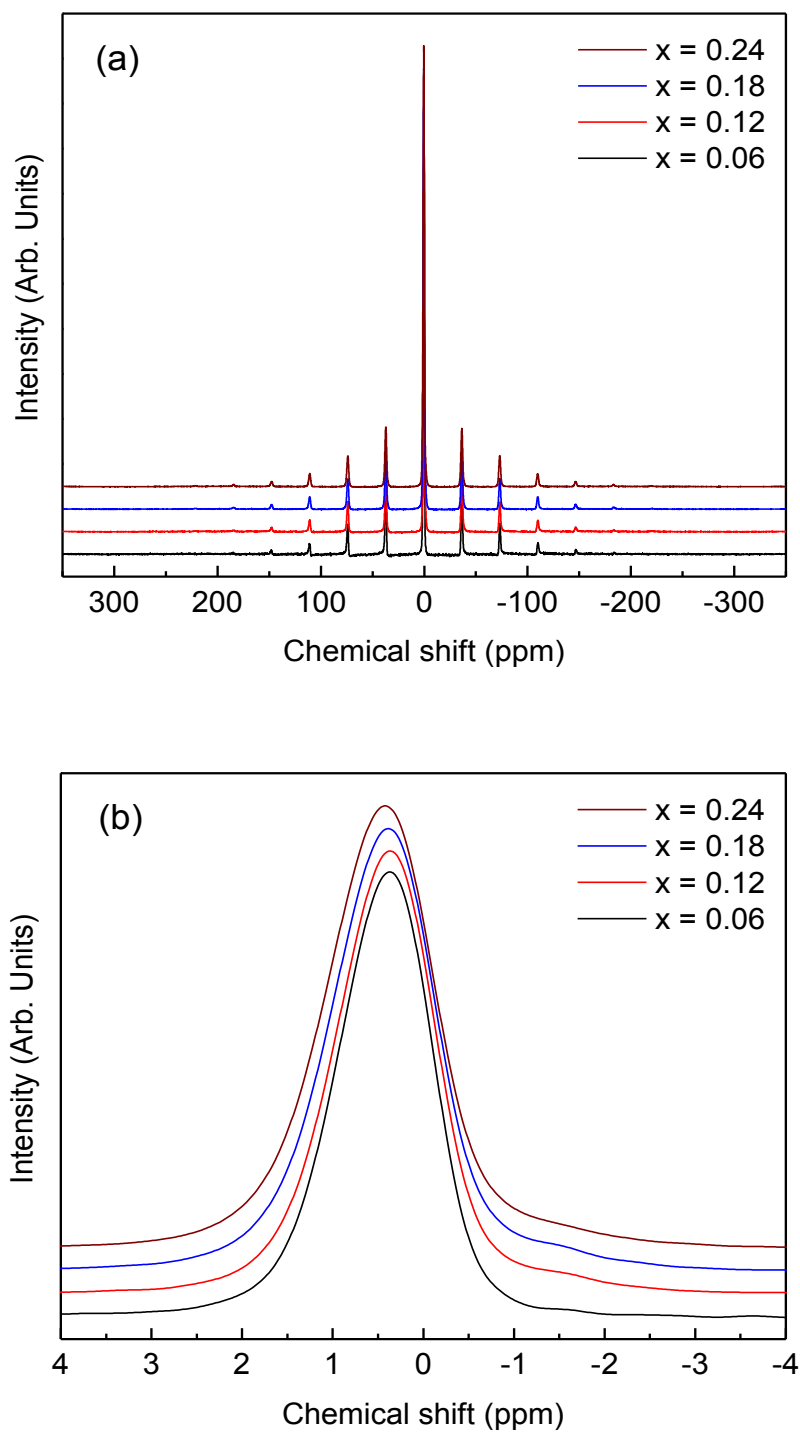 (a)
x = 0.24
x = 0.18
x = 0.12
x = 0.06
Intensity (Arb. Units)
300 200 100 0 -100 -200 -300
Chemical shift (ppm)
(b)
x = 0.24
x = 0.18
x = 0.12
x = 0.06
Intensity (Arb. Units)
4 3 2 1 0 -1 -2 -3 -4
Chemical shift (ppm)